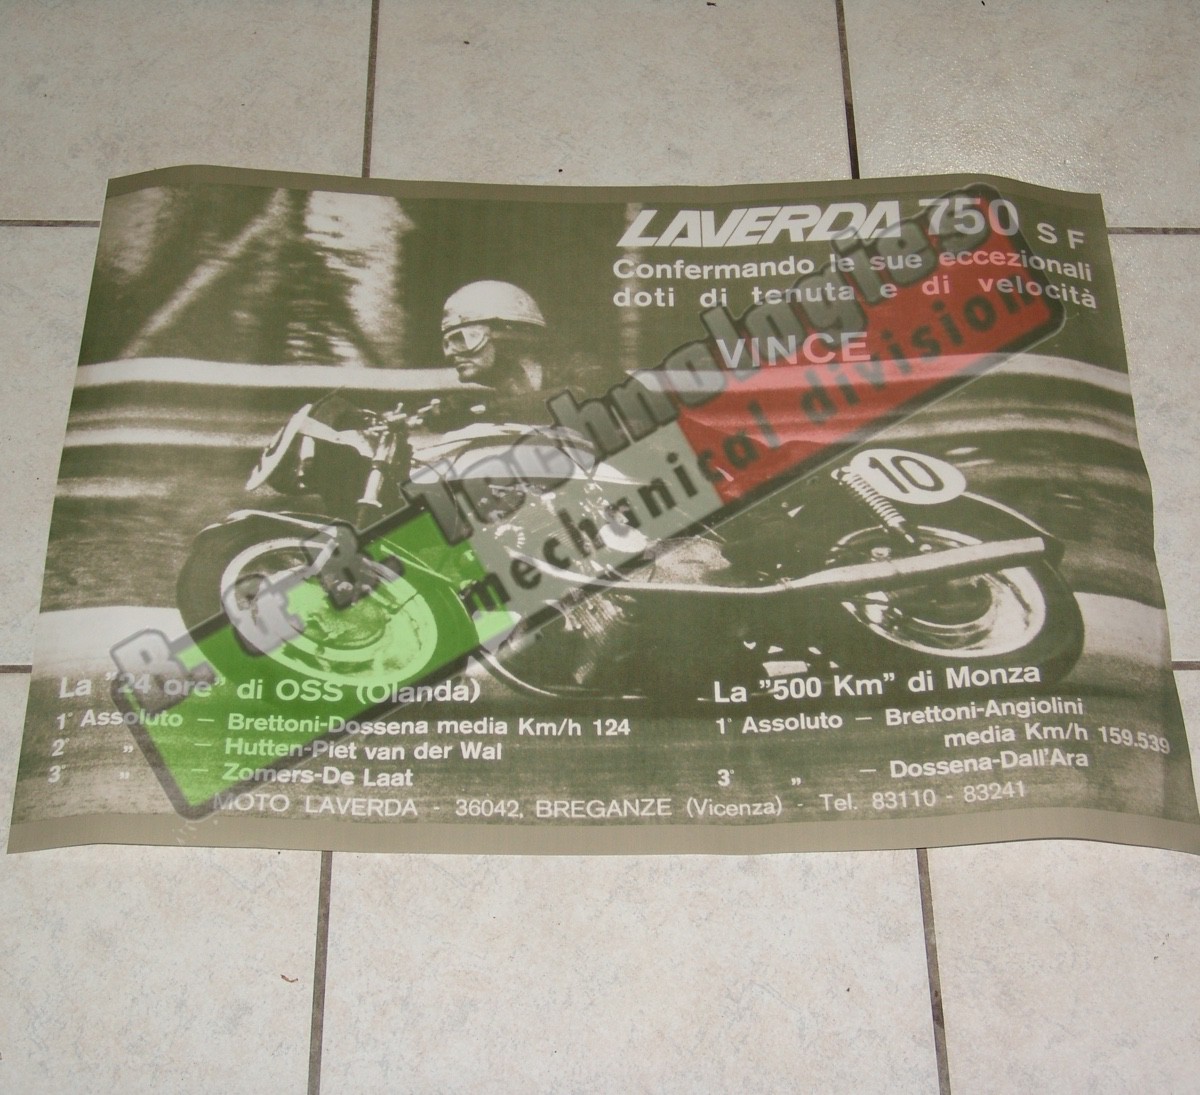 LAVERDA 750 SF
Confermando le sue eccezionali
doti di tenuta e di velocità
VINCE
10
B. & B. Technologies
mechanical division
La "24 ore" di OSS (Olanda)
1° Assoluto — Brettoni-Dossena media Km/h 124
2° „ — Hutten-Piet van der Wal
3° „ — Zomers-De Laat
La "500 Km" di Monza
1° Assoluto — Brettoni-Angiolini
media Km/h 159.539
3° „ — Dossena-Dall'Ara
MOTO LAVERDA - 36042, BREGANZE (Vicenza) - Tel. 83110 - 83241